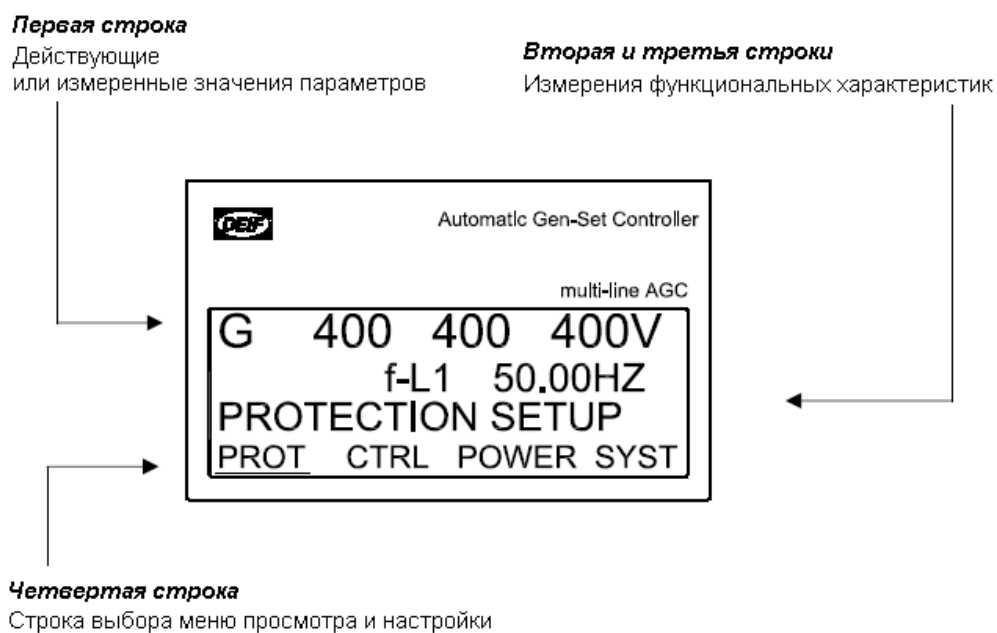 Первая строка
Действующие
или измеренные значения параметров
Вторая и третья строки
Измерения функциональных характеристик
DEIF
Automatic Gen-Set Controller
multi-line AGC
G 400 400 400V
f-L1 50.00HZ
PROTECTION SETUP
PROT CTRL POWER SYST
Четвертая строка
Строка выбора меню просмотра и настройки